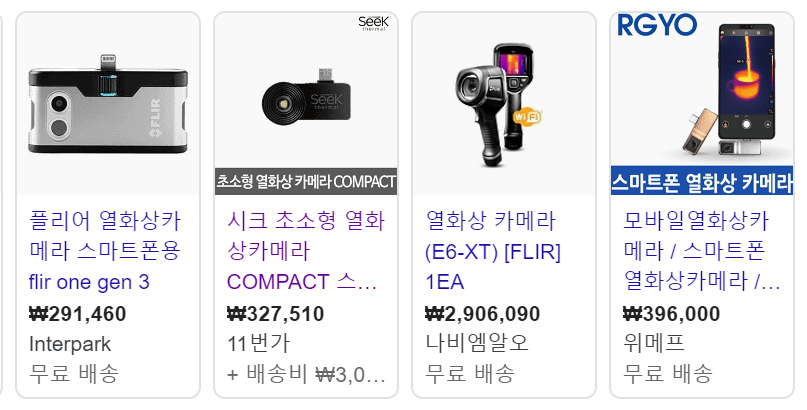 FLIR
플리어 열화상카
메라 스마트폰용
flir one gen 3
₩291,460
Interpark
무료 배송
Seek
thermal
Seek
thermal
초소형 열화상 카메라 COMPACT
시크 초소형 열화
상카메라
COMPACT 스...
₩327,510
11번가
+ 배송비 ₩3,0...
WiFi
열화상 카메라
(E6-XT) [FLIR]
1EA
₩2,906,090
나비엠알오
무료 배송
RGYO
스마트폰 열화상 카메라
모바일열화상카
메라 / 스마트폰
열화상카메라 /...
₩396,000
위메프
무료 배송